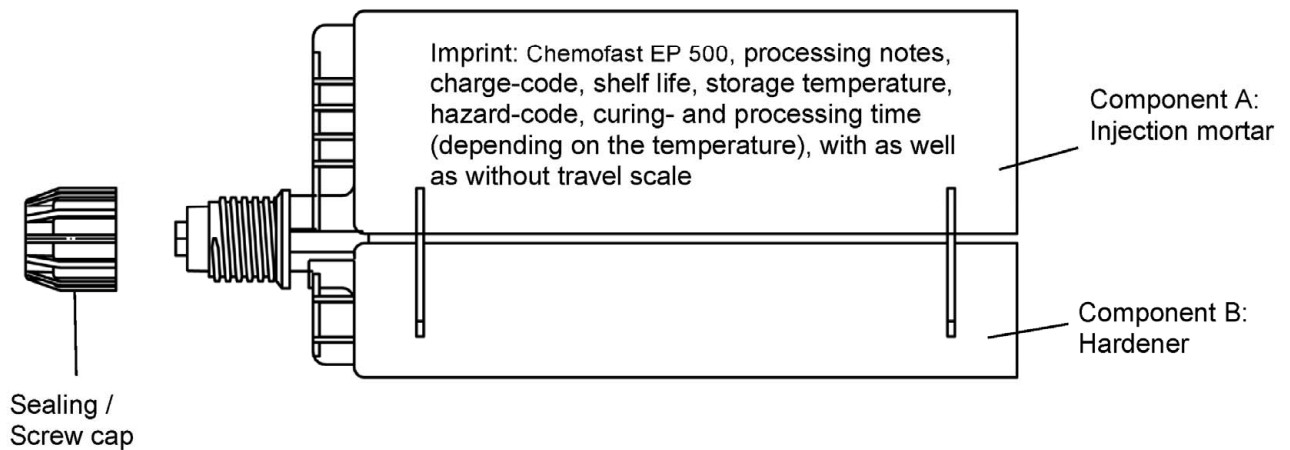 Imprint: Chemofast EP 500, processing notes,
charge-code, shelf life, storage temperature,
hazard-code, curing- and processing time
(depending on the temperature), with as well
as without travel scale
Component A:
Injection mortar
Component B:
Hardener
Sealing /
Screw cap